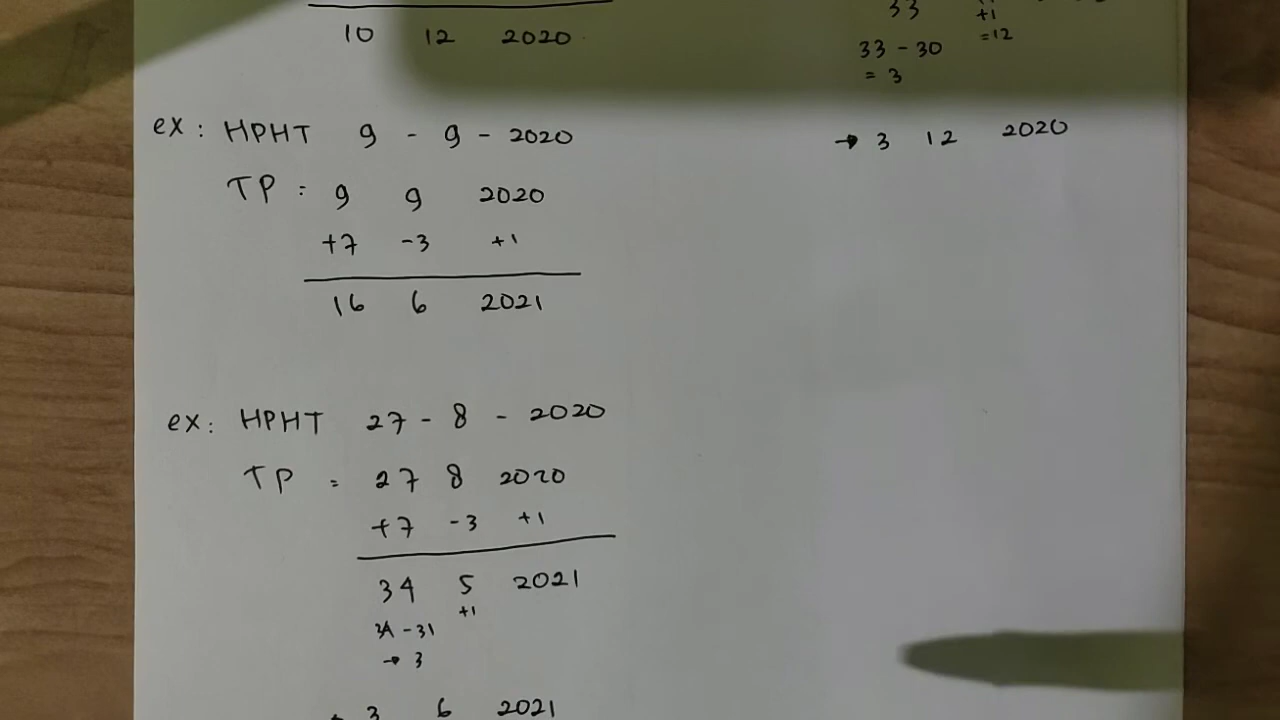 10 12 2020
33 +1
33 - 30 =12
= 3
→ 3 12 2020
ex: HPHT 9 - 9 - 2020
TP: 9 9 2020
+7 -3 +1
16 6 2021
ex: HPHT 27 - 8 - 2020
TP = 27 8 2020
+7 -3 +1
34 5 2021
+1
34 - 31
→ 3
3 6 2021